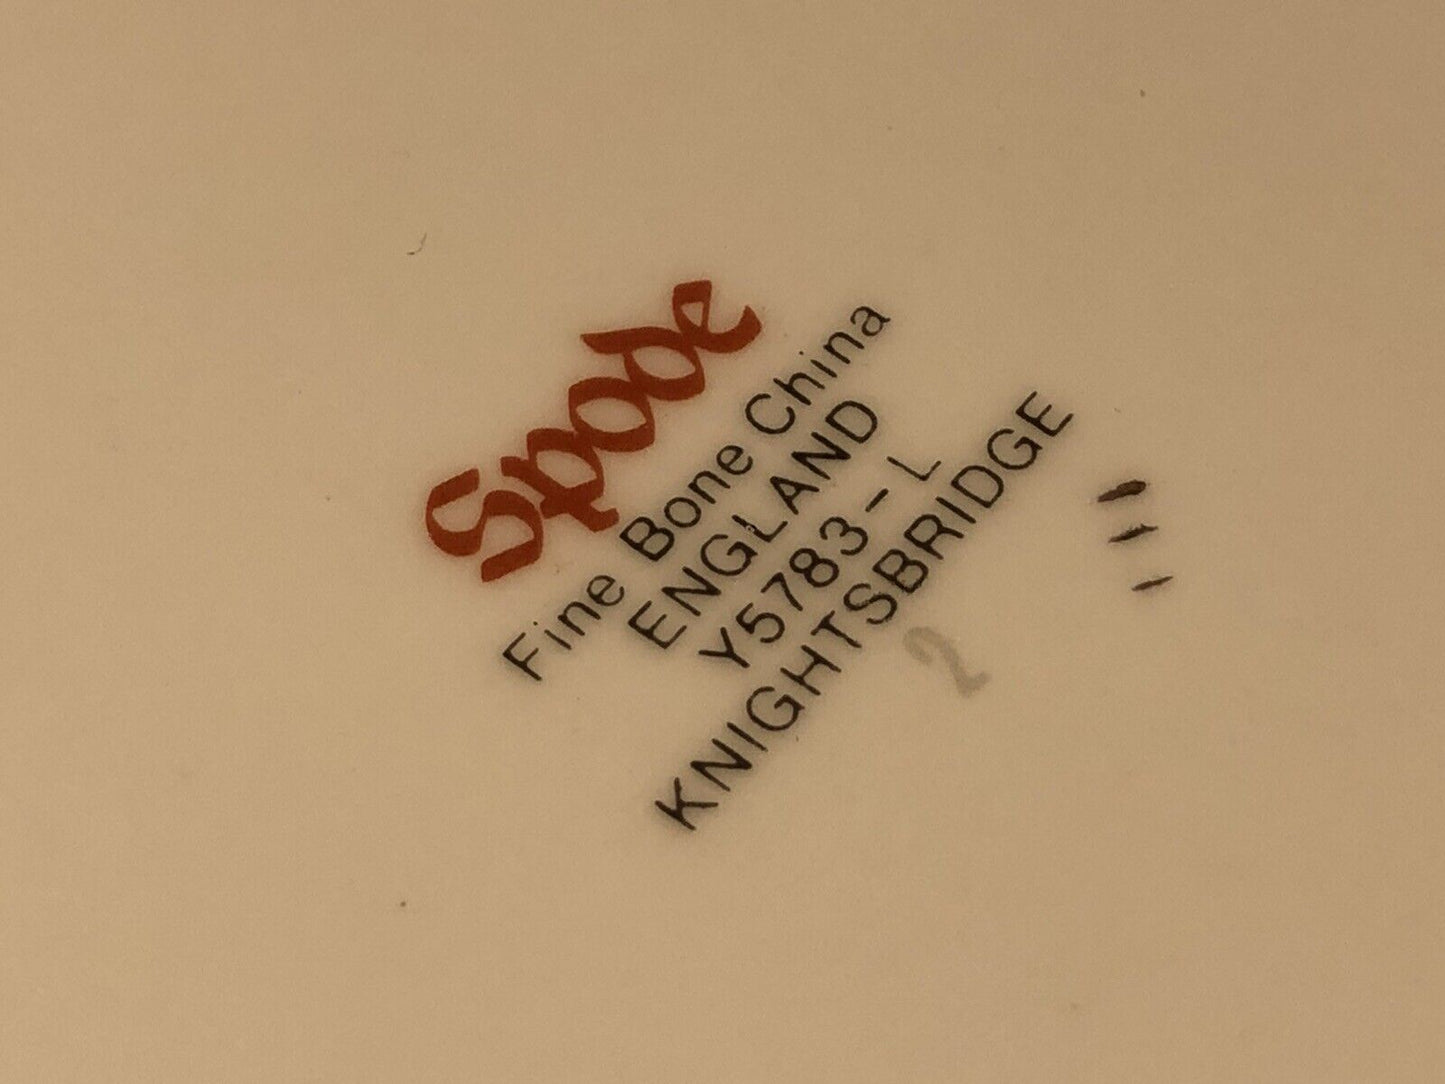 Spode
Fine Bone China
ENGLAND
Y5783-L
KNIGHTSBRIDGE
2